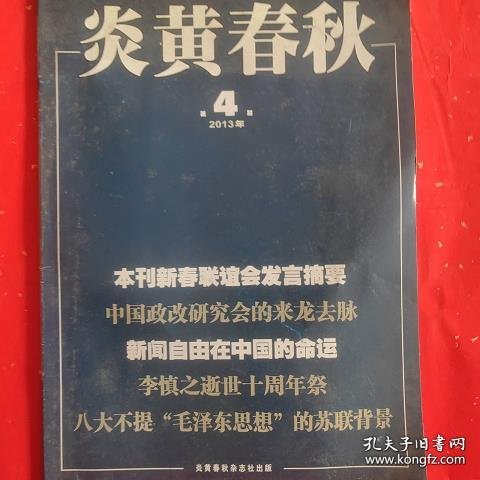 炎黄春秋
第4期
2013年
本刊新春联谊会发言摘要
中国政改研究会的来龙去脉
新闻自由在中国的命运
李慎之逝世十周年祭
八大不提“毛泽东思想”的苏联背景
炎黄春秋杂志社出版
孔夫子旧书网
www.kongfz.com